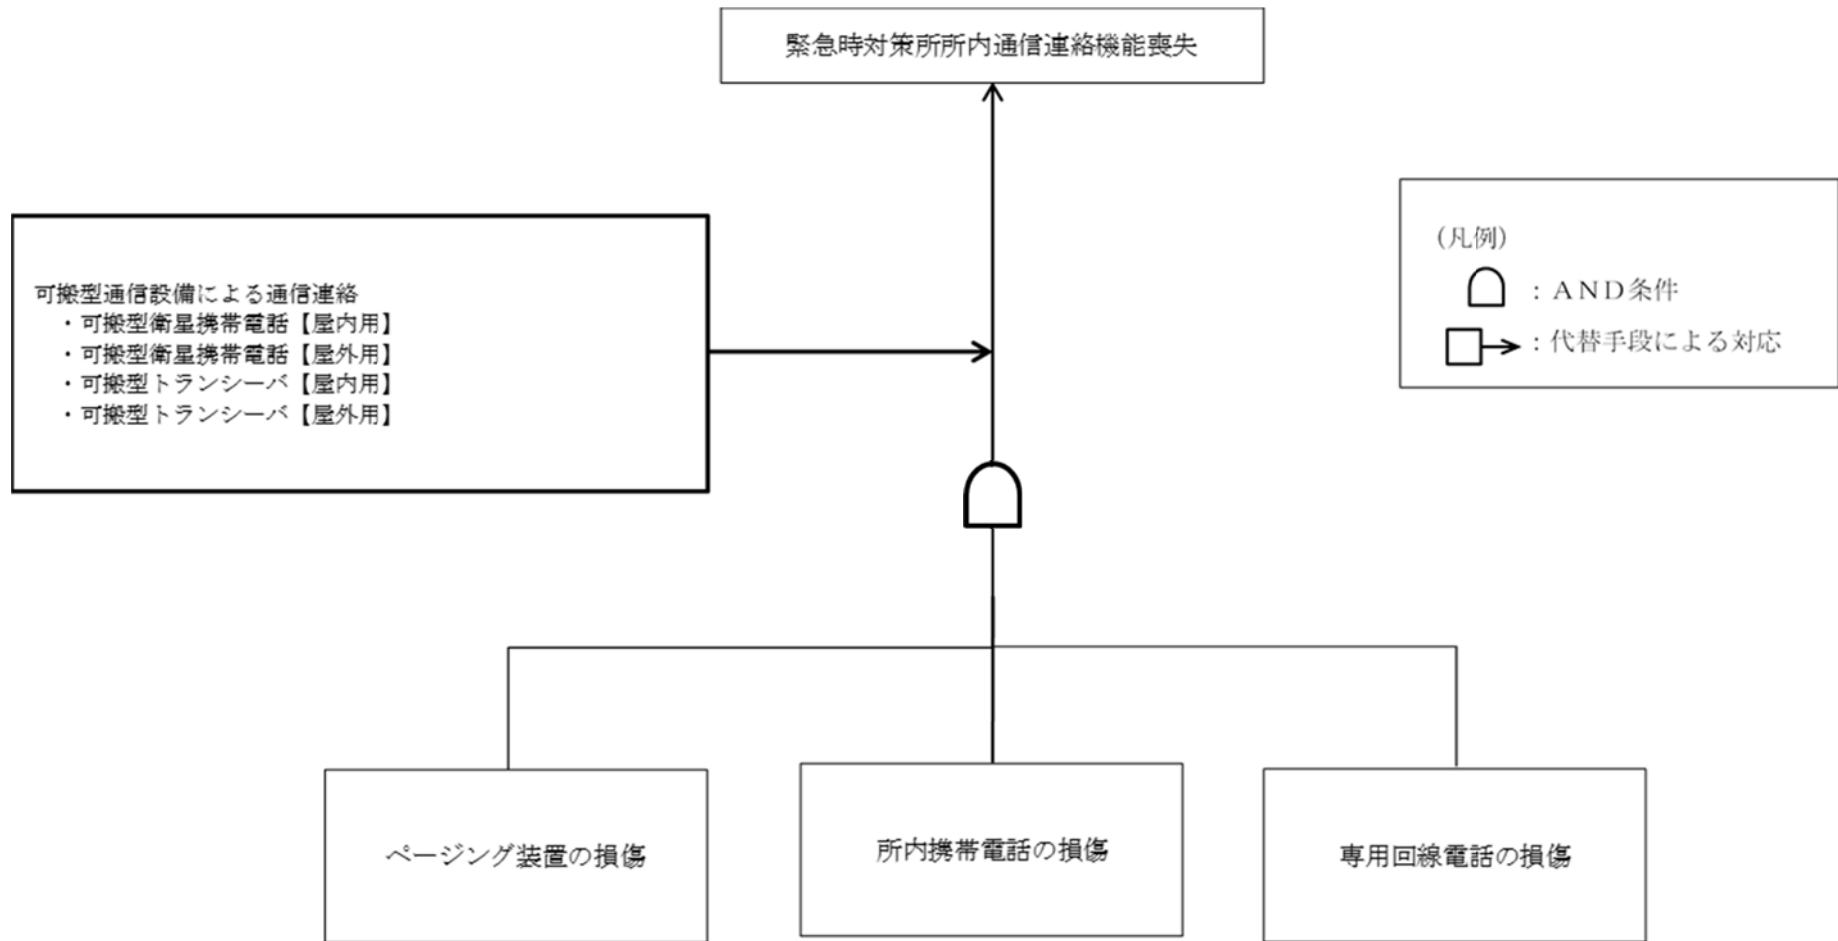 緊急時対策所所内通信連絡機能喪失
可搬型通信設備による通信連絡
・可搬型衛星携帯電話【屋内用】
・可搬型衛星携帯電話【屋外用】
・可搬型トランシーバ【屋内用】
・可搬型トランシーバ【屋外用】
(凡例)
:AND条件
:代替手段による対応
ページング装置の損傷
所内携帯電話の損傷
専用回線電話の損傷